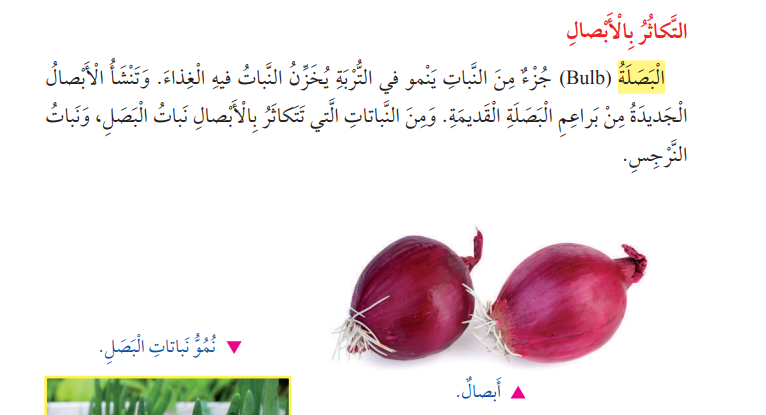 التَّكاثُرُ بِالْأَبْصالِ
الْبَصَلَةُ (Bulb) جُزْءٌ مِنَ النَّباتِ يَنْمو في التُّرْبَةِ يُخَزِّنُ النَّباتُ فيهِ الْغِذاءَ. وَتَنْشَأُ الْأَبْصالُ
الْجَديدَةُ مِنْ بَراعِمِ الْبَصَلَةِ الْقَديمَةِ. وَمِنَ النَّباتاتِ الَّتي تَتَكاثَرُ بِالْأَبْصالِ نَباتُ الْبَصَلِ، وَنَباتُ
النَّرْجِسِ.
▼ نُمُوُّ نَباتاتِ الْبَصَلِ.
▲ أَبصالٌ.